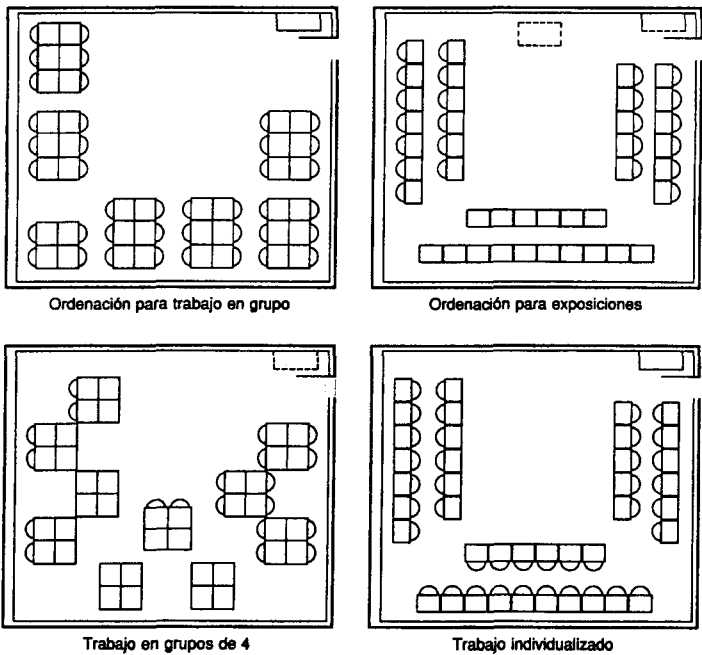 Ordenación para trabajo en grupo
Ordenación para exposiciones
Trabajo en grupos de 4
Trabajo individualizado